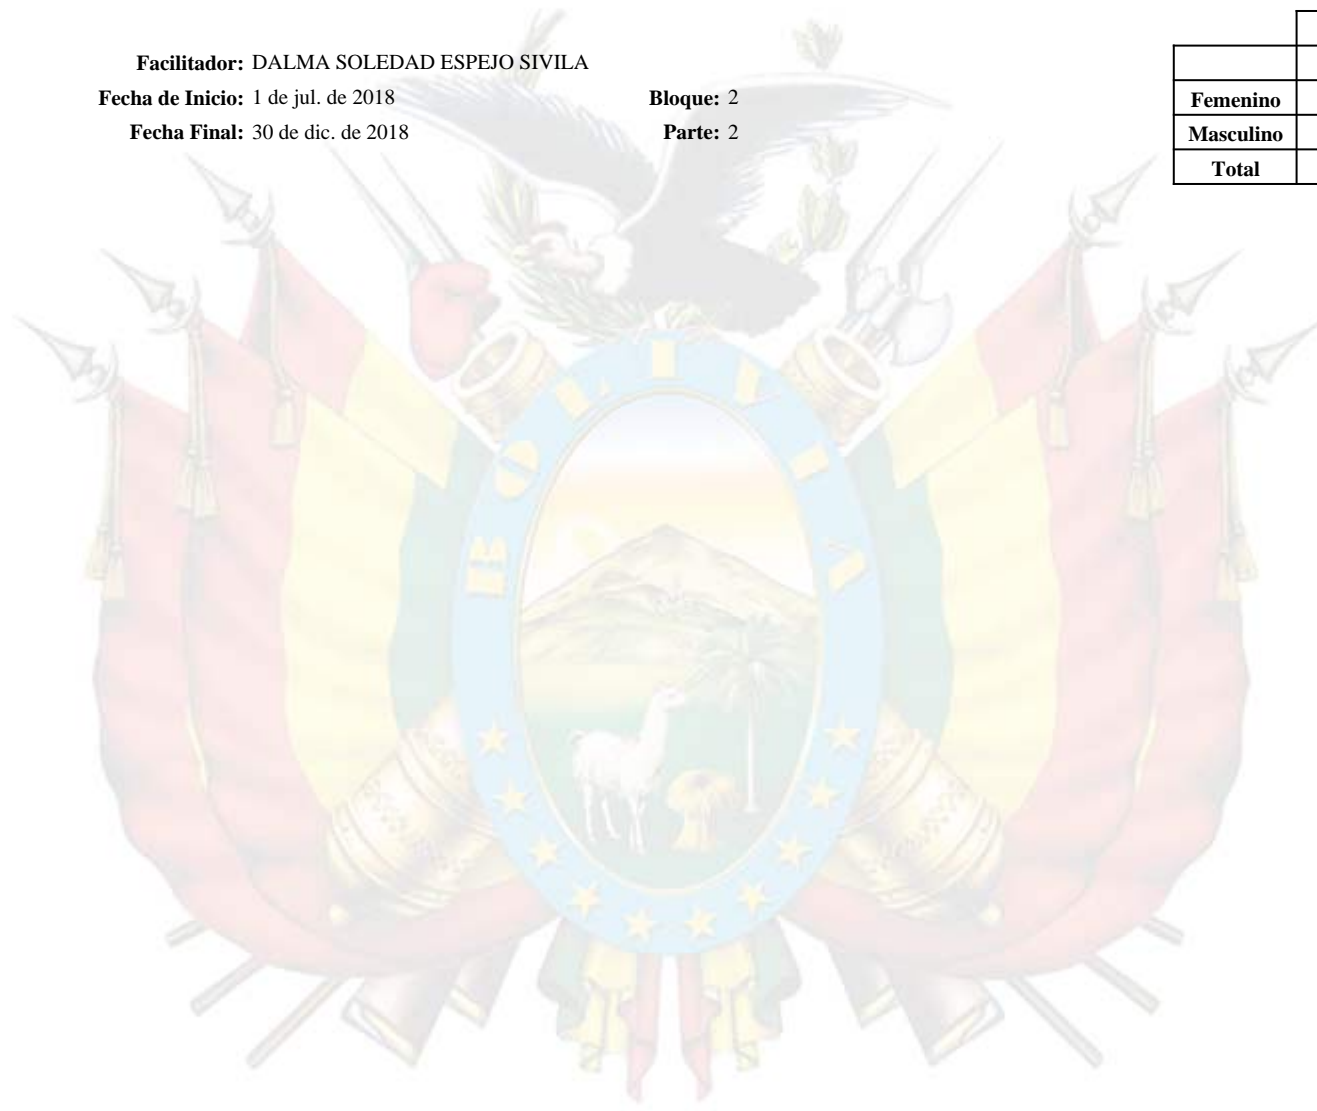 Facilitador: DALMA SOLEDAD ESPEJO SIVILA
Fecha de Inicio: 1 de jul. de 2018 Bloque: 2
Fecha Final: 30 de dic. de 2018 Parte: 2
Femenino
Masculino
Total
BOLIVIA